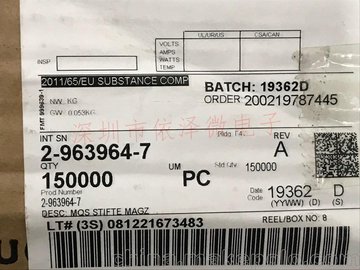 UL/UR/US CSA/CAN
VOLTS
AMPS
WATTS
TEMP
INSP
2011/65/EU SUBSTANCE COMP
NW: KG
GW: 0.053KG
BATCH: 19362D
ORDER 200219787445
深圳市依泽微电子
INT SN
REV
2-963964-7
A
QTY UM Std Qty 150000
150000 PC
Prod Number
2-963964-7
Date Code 19362 D
(YYWW) (D) (S)
DESC: MQS STIFTE MAGZ
LT# (3S) 081221673483
REEL/BOX NO: 8